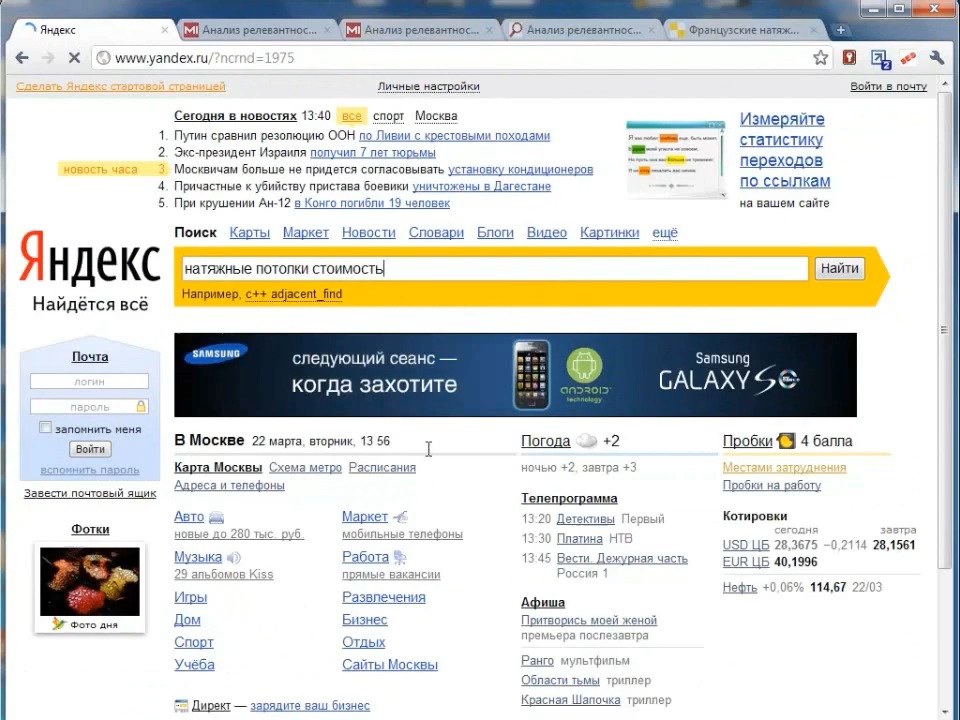 Яндекс
Анализ релевантнос...
Анализ релевантнос...
Анализ релевантнос...
Французские натяж...
www.yandex.ru/?ncrnd=1975
2
Сделать Яндекс стартовой страницей
Личные настройки
Войти в почту
Сегодня в новостях 13:40 все спорт Москва
1. Путин сравнил резолюцию ООН по Ливии с крестовыми походами
2. Экс-президент Израиля получил 7 лет тюрьмы
новость часа 3. Москвичам больше не придется согласовывать установку кондиционеров
4. Причастные к убийству пристава боевики уничтожены в Дагестане
5. При крушении Ан-12 в Конго погибли 19 человек
Измеряйте
статистику
переходов
по ссылкам
на вашем сайте
Яндекс
Найдётся всё
Поиск Карты Маркет Новости Словари Блоги Видео Картинки ещё
натяжные потолки стоимость
Найти
Например, c++ adjacent_find
SAMSUNG
следующий сеанс —
когда захотите
ANDROID
technology
Samsung
GALAXY S
Почта
логин
пароль
запомнить меня
Войти
вспомнить пароль
Завести почтовый ящик
Фотки
Фото дня
В Москве 22 марта, вторник, 13 56
Карта Москвы Схема метро Расписания
Адреса и телефоны
Авто
новые до 280 тыс. руб.
Музыка
29 альбомов Kiss
Игры
Дом
Спорт
Учёба
Маркет
мобильные телефоны
Работа
прямые вакансии
Развлечения
Бизнес
Отдых
Сайты Москвы
Директ — зарядите ваш бизнес
Погода +2
ночью +2, завтра +3
Телепрограмма
13:20 Детективы Первый
13:30 Платина НТВ
13:45 Вести. Дежурная часть
Россия 1
Афиша
Притворись моей женой
премьера послезавтра
Ранго мультфильм
Области тьмы триллер
Красная Шапочка триллер
Пробки 4 балла
Местами затруднения
Пробки на работу
Котировки
сегодня завтра
USD ЦБ 28,3675 −0,2114 28,1561
EUR ЦБ 40,1996
Нефть +0,06% 114,67 22/03